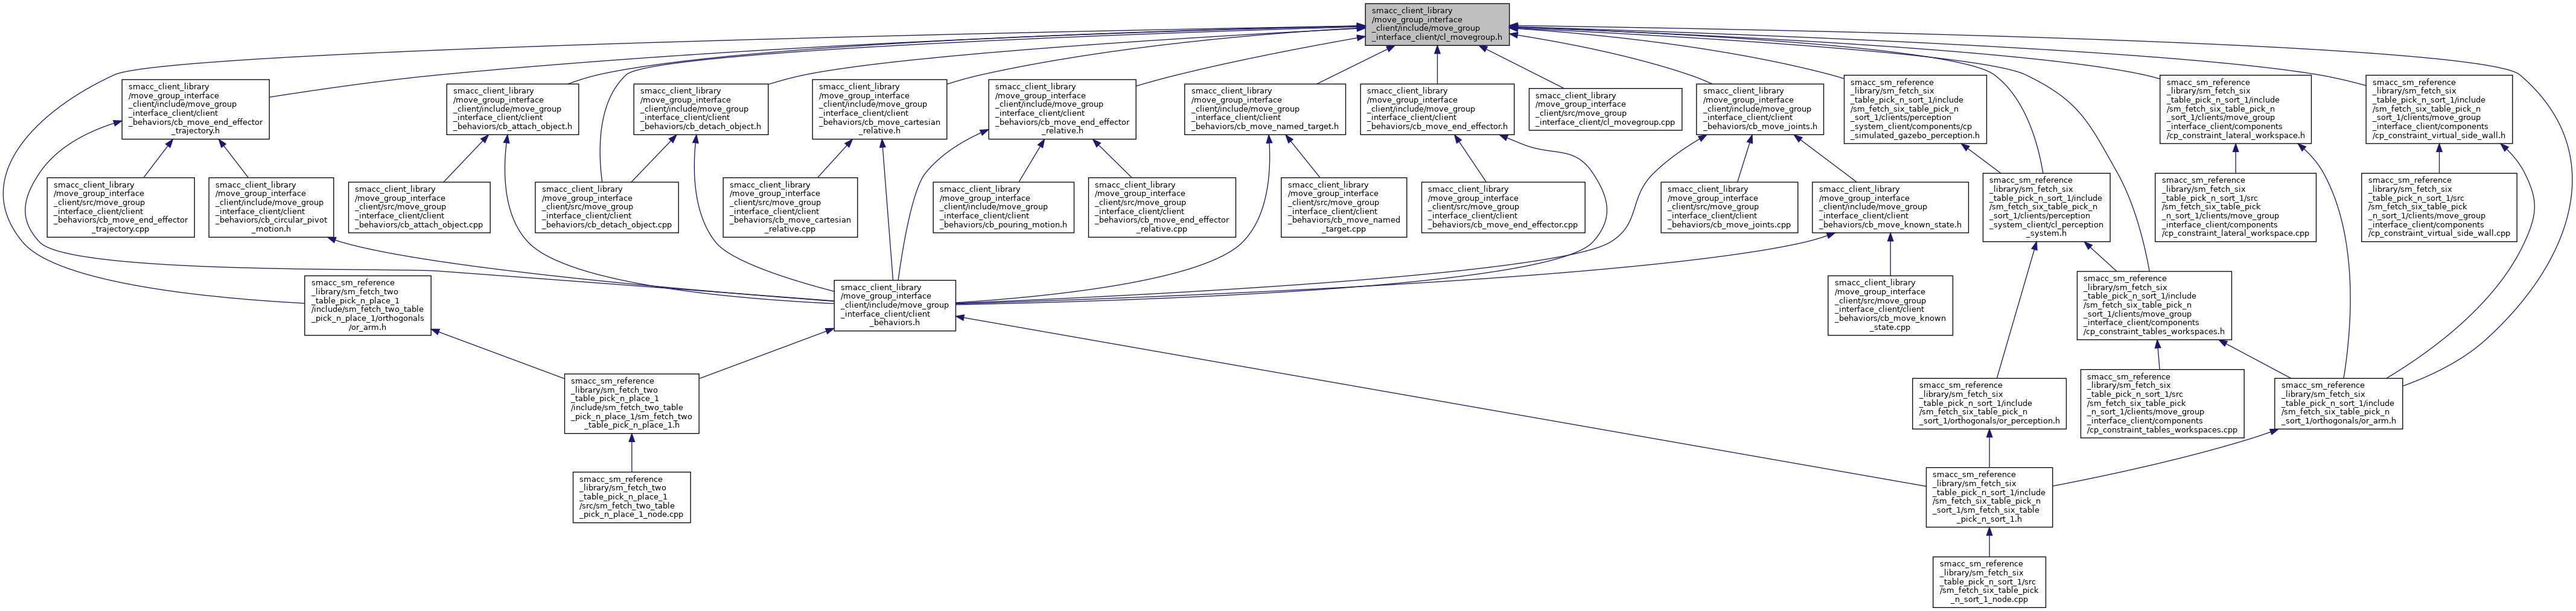 smacc_client_library
/move_group_interface
_client/include/move_group
_interface_client/cl_movegroup.h
smacc_client_library
/move_group_interface
_client/include/move_group
_interface_client/client
_behaviors/cb_move_end_effector
_trajectory.h
smacc_client_library
/move_group_interface
_client/include/move_group
_interface_client/client
_behaviors/cb_attach_object.h
smacc_client_library
/move_group_interface
_client/include/move_group
_interface_client/client
_behaviors/cb_detach_object.h
smacc_client_library
/move_group_interface
_client/include/move_group
_interface_client/client
_behaviors/cb_move_cartesian
_relative.h
smacc_client_library
/move_group_interface
_client/include/move_group
_interface_client/client
_behaviors/cb_move_end_effector
_relative.h
smacc_client_library
/move_group_interface
_client/include/move_group
_interface_client/client
_behaviors/cb_move_named_target.h
smacc_client_library
/move_group_interface
_client/include/move_group
_interface_client/client
_behaviors/cb_move_end_effector.h
smacc_client_library
/move_group_interface
_client/src/move_group
_interface_client/cl_movegroup.cpp
smacc_client_library
/move_group_interface
_client/include/move_group
_interface_client/client
_behaviors/cb_move_joints.h
smacc_sm_reference
_library/sm_fetch_six
_table_pick_n_sort_1/include
/sm_fetch_six_table_pick_n
_sort_1/clients/perception
_system_client/components/cp
_simulated_gazebo_perception.h
smacc_sm_reference
_library/sm_fetch_six
_table_pick_n_sort_1/include
/sm_fetch_six_table_pick_n
_sort_1/clients/move_group
_interface_client/components
/cp_constraint_lateral_workspace.h
smacc_sm_reference
_library/sm_fetch_six
_table_pick_n_sort_1/include
/sm_fetch_six_table_pick_n
_sort_1/clients/move_group
_interface_client/components
/cp_constraint_virtual_side_wall.h
smacc_client_library
/move_group_interface
_client/src/move_group
_interface_client/client
_behaviors/cb_move_end_effector
_trajectory.cpp
smacc_client_library
/move_group_interface
_client/include/move_group
_interface_client/client
_behaviors/cb_circular_pivot
_motion.h
smacc_client_library
/move_group_interface
_client/src/move_group
_interface_client/client
_behaviors/cb_attach_object.cpp
smacc_client_library
/move_group_interface
_client/src/move_group
_interface_client/client
_behaviors/cb_detach_object.cpp
smacc_client_library
/move_group_interface
_client/src/move_group
_interface_client/client
_behaviors/cb_move_cartesian
_relative.cpp
smacc_client_library
/move_group_interface
_client/include/move_group
_interface_client/client
_behaviors/cb_pouring_motion.h
smacc_client_library
/move_group_interface
_client/src/move_group
_interface_client/client
_behaviors/cb_move_end_effector
_relative.cpp
smacc_client_library
/move_group_interface
_client/src/move_group
_interface_client/client
_behaviors/cb_move_named
_target.cpp
smacc_client_library
/move_group_interface
_client/src/move_group
_interface_client/client
_behaviors/cb_move_end_effector.cpp
smacc_client_library
/move_group_interface
_client/src/move_group
_interface_client/client
_behaviors/cb_move_joints.cpp
smacc_client_library
/move_group_interface
_client/include/move_group
_interface_client/client
_behaviors/cb_move_known_state.h
smacc_sm_reference
_library/sm_fetch_six
_table_pick_n_sort_1/include
/sm_fetch_six_table_pick_n
_sort_1/clients/perception
_system_client/cl_perception
_system.h
smacc_sm_reference
_library/sm_fetch_six
_table_pick_n_sort_1/src
/sm_fetch_six_table_pick
_n_sort_1/clients/move_group
_interface_client/components
/cp_constraint_lateral_workspace.cpp
smacc_sm_reference
_library/sm_fetch_six
_table_pick_n_sort_1/src
/sm_fetch_six_table_pick
_n_sort_1/clients/move_group
_interface_client/components
/cp_constraint_virtual_side_wall.cpp
smacc_sm_reference
_library/sm_fetch_two
_table_pick_n_place_1
/include/sm_fetch_two_table
_pick_n_place_1/orthogonals
/or_arm.h
smacc_client_library
/move_group_interface
_client/include/move_group
_interface_client/client
_behaviors.h
smacc_client_library
/move_group_interface
_client/src/move_group
_interface_client/client
_behaviors/cb_move_known
_state.cpp
smacc_sm_reference
_library/sm_fetch_six
_table_pick_n_sort_1/include
/sm_fetch_six_table_pick_n
_sort_1/clients/move_group
_interface_client/components
/cp_constraint_tables_workspaces.h
smacc_sm_reference
_library/sm_fetch_two
_table_pick_n_place_1
/include/sm_fetch_two_table
_pick_n_place_1/sm_fetch_two
_table_pick_n_place_1.h
smacc_sm_reference
_library/sm_fetch_six
_table_pick_n_sort_1/include
/sm_fetch_six_table_pick_n
_sort_1/orthogonals/or_perception.h
smacc_sm_reference
_library/sm_fetch_six
_table_pick_n_sort_1/src
/sm_fetch_six_table_pick
_n_sort_1/clients/move_group
_interface_client/components
/cp_constraint_tables_workspaces.cpp
smacc_sm_reference
_library/sm_fetch_six
_table_pick_n_sort_1/include
/sm_fetch_six_table_pick_n
_sort_1/orthogonals/or_arm.h
smacc_sm_reference
_library/sm_fetch_two
_table_pick_n_place_1
/src/sm_fetch_two_table
_pick_n_place_1_node.cpp
smacc_sm_reference
_library/sm_fetch_six
_table_pick_n_sort_1/include
/sm_fetch_six_table_pick_n
_sort_1/sm_fetch_six_table
_pick_n_sort_1.h
smacc_sm_reference
_library/sm_fetch_six
_table_pick_n_sort_1/src
/sm_fetch_six_table_pick
_n_sort_1_node.cpp